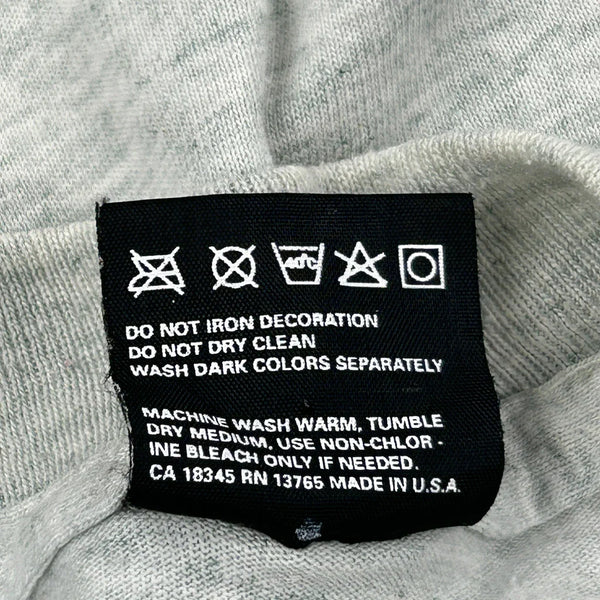 40°C
DO NOT IRON DECORATION
DO NOT DRY CLEAN
WASH DARK COLORS SEPARATELY
MACHINE WASH WARM, TUMBLE
DRY MEDIUM, USE NON-CHLOR -
INE BLEACH ONLY IF NEEDED.
CA 18345 RN 13765 MADE IN U.S.A.